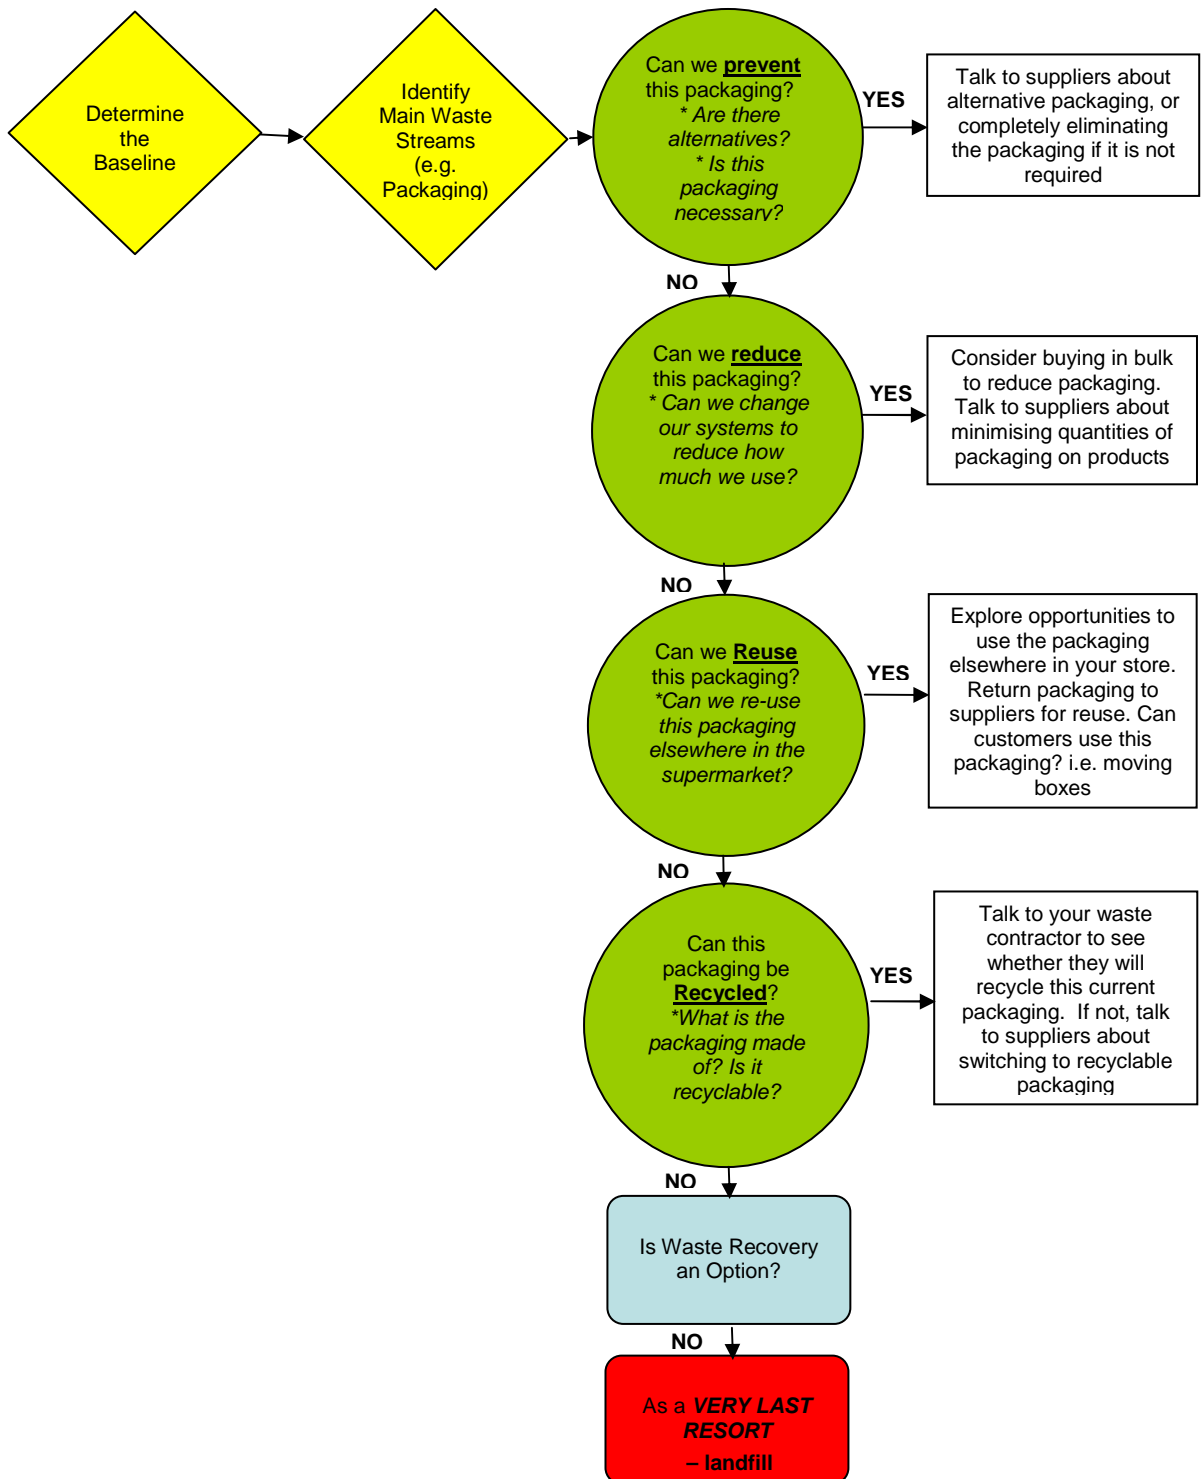 Determine
the
Baseline
Identify
Main Waste
Streams
(e.g.
Packaging)
Can we prevent
this packaging?
* Are there
alternatives?
* Is this
packaging
necessary?
YES
Talk to suppliers about
alternative packaging, or
completely eliminating
the packaging if it is not
required
NO
Can we reduce
this packaging?
* Can we change
our systems to
reduce how
much we use?
YES
Consider buying in bulk
to reduce packaging.
Talk to suppliers about
minimising quantities of
packaging on products
NO
Can we Reuse
this packaging?
*Can we re-use
this packaging
elsewhere in the
supermarket?
YES
Explore opportunities to
use the packaging
elsewhere in your store.
Return packaging to
suppliers for reuse. Can
customers use this
packaging? i.e. moving
boxes
NO
Can this
packaging be
Recycled?
*What is the
packaging made
of? Is it
recyclable?
YES
Talk to your waste
contractor to see
whether they will
recycle this current
packaging.  If not, talk
to suppliers about
switching to recyclable
packaging
NO
Is Waste Recovery
an Option?
NO
As a VERY LAST
RESORT
– landfill